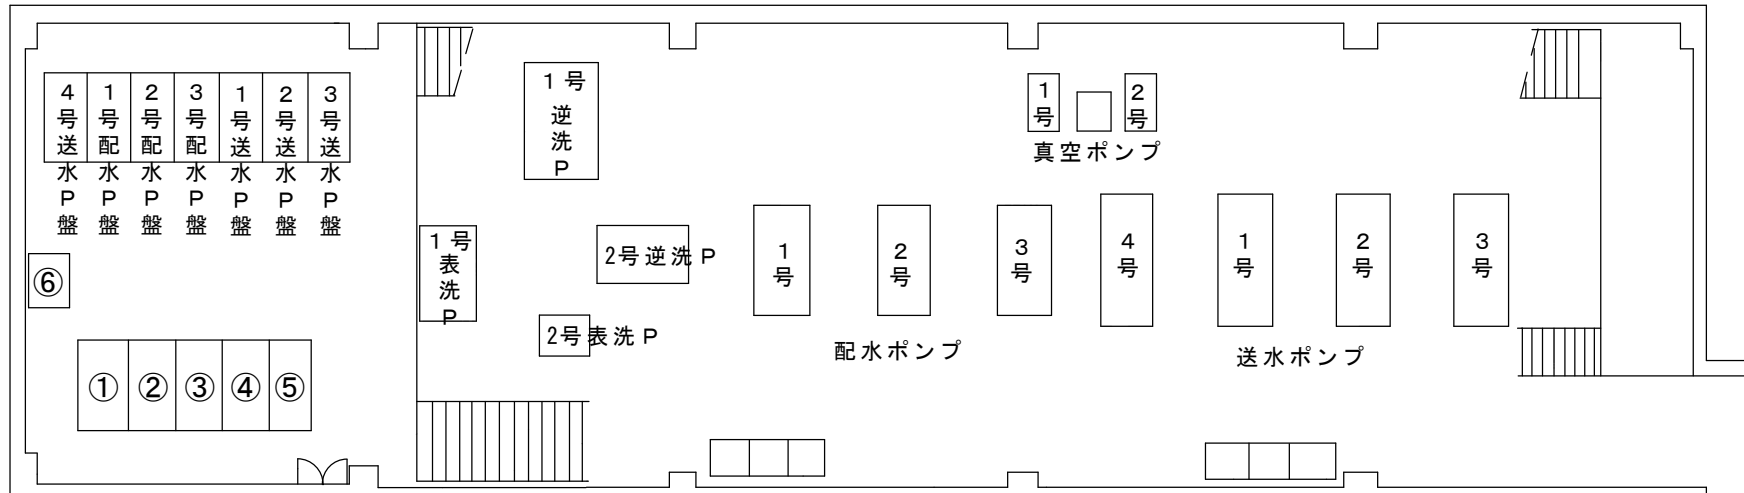 4号送水P盤
1号配水P盤
2号配水P盤
3号配水P盤
1号送水P盤
2号送水P盤
3号送水P盤
⑥
①
②
③
④
⑤
1号逆洗P
1号表洗P
2号逆洗P
2号表洗P
1号
2号
真空ポンプ
1号
2号
3号
配水ポンプ
4号
1号
2号
3号
送水ポンプ